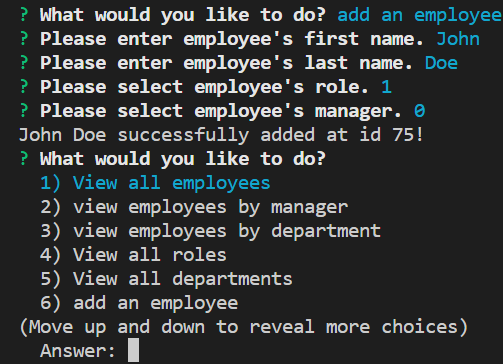 ? What would you like to do? add an employee
? Please enter employee's first name. John
? Please enter employee's last name. Doe
? Please select employee's role. 1
? Please select employee's manager. 0
John Doe successfully added at id 75!
? What would you like to do?
1) View all employees
2) view employees by manager
3) view employees by department
4) View all roles
5) View all departments
6) add an employee
(Move up and down to reveal more choices)
Answer: